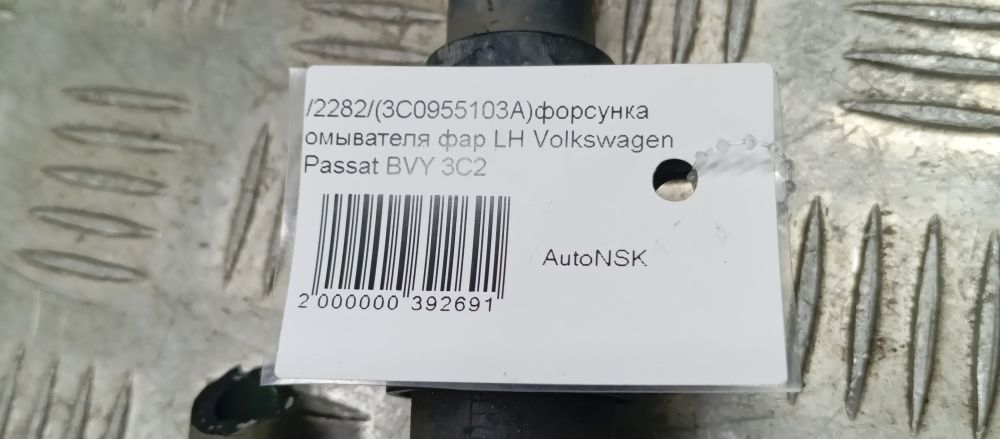 /2282/(3C0955103A)форсунка
омывателя фар LH Volkswagen
Passat BVY 3C2
AutoNSK
2 000000 392691